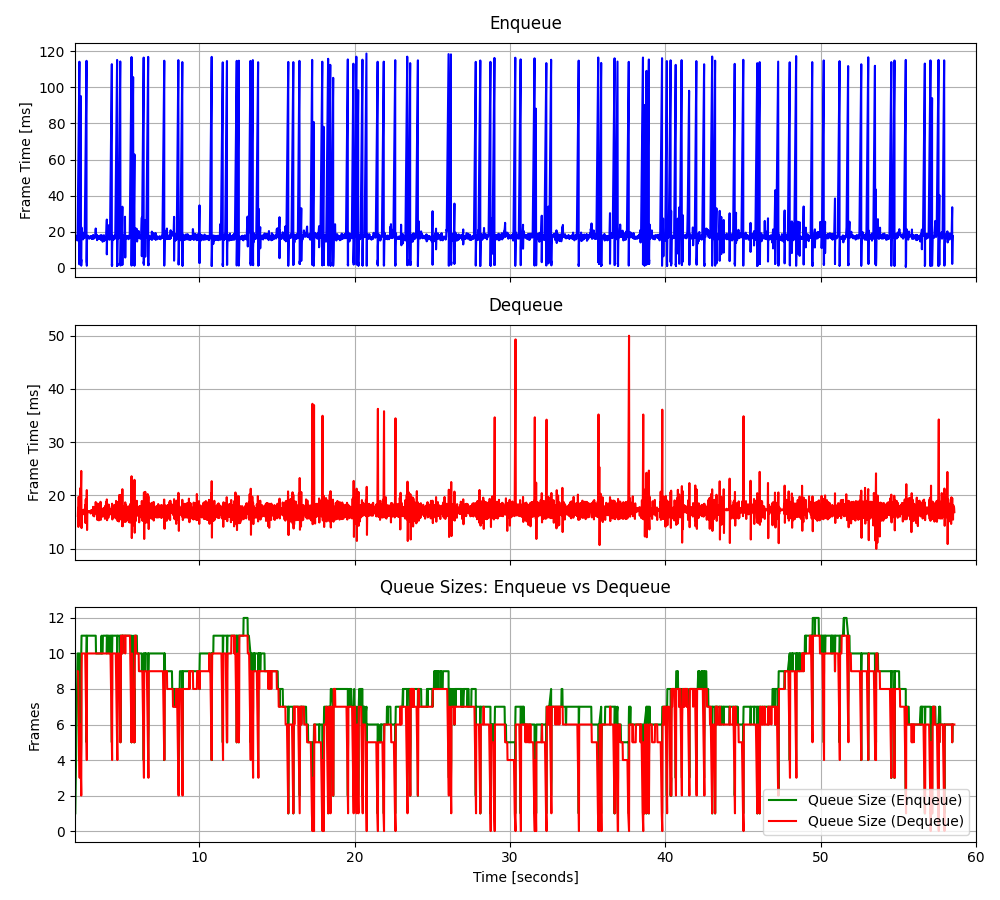 Enqueue
Frame Time [ms]
120
100
80
60
40
20
0
Dequeue
Frame Time [ms]
50
40
30
20
10
Queue Sizes: Enqueue vs Dequeue
Frames
12
10
8
6
4
2
0
Queue Size (Enqueue)
Queue Size (Dequeue)
10 20 30 40 50 60
Time [seconds]